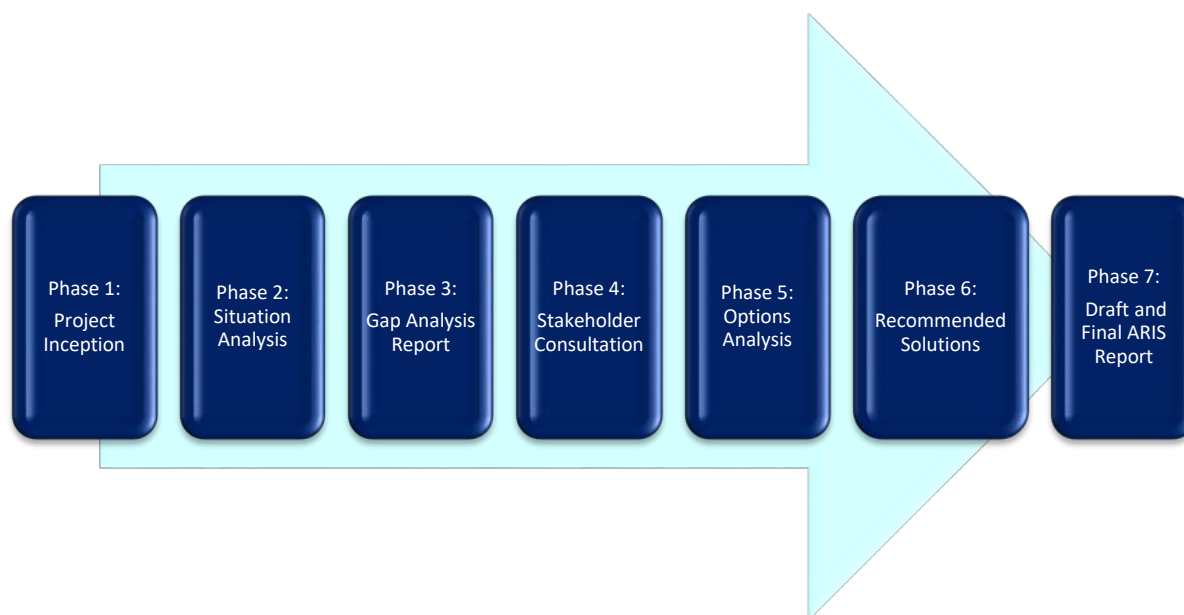 Phase 1:
Project
Inception
Phase 2:
Situation
Analysis
Phase 3:
Gap Analysis
Report
Phase 4:
Stakeholder
Consultation
Phase 5:
Options
Analysis
Phase 6:
Recommended
Solutions
Phase 7:
Draft and
Final ARIS
Report